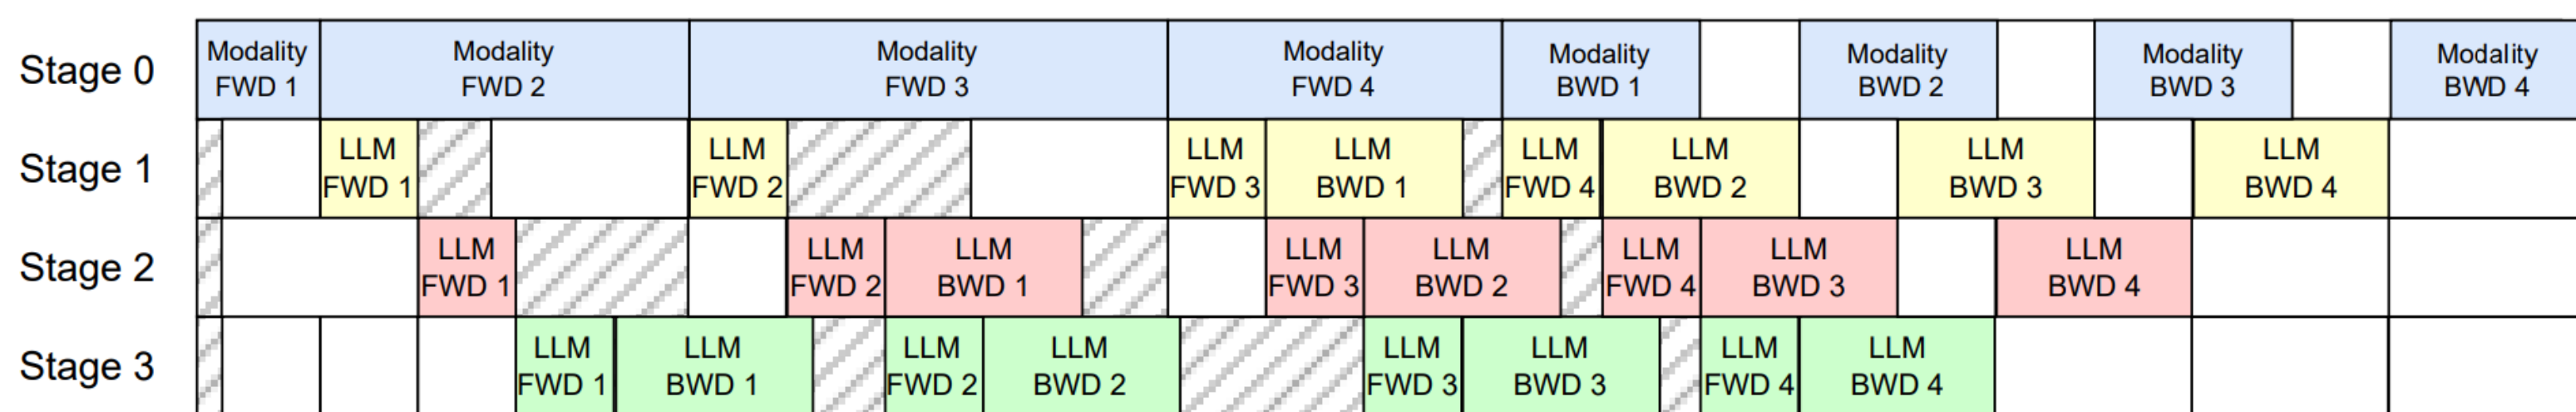 Stage 0
Modality
FWD 1
Modality
FWD 2
Modality
FWD 3
Modality
FWD 4
Modality
BWD 1
Modality
BWD 2
Modality
BWD 3
Modality
BWD 4
Stage 1
LLM
FWD 1
LLM
FWD 2
LLM
FWD 3
LLM
BWD 1
LLM
FWD 4
LLM
BWD 2
LLM
BWD 3
LLM
BWD 4
Stage 2
LLM
FWD 1
LLM
FWD 2
LLM
BWD 1
LLM
FWD 3
LLM
BWD 2
LLM
FWD 4
LLM
BWD 3
LLM
BWD 4
Stage 3
LLM
FWD 1
LLM
BWD 1
LLM
FWD 2
LLM
BWD 2
LLM
FWD 3
LLM
BWD 3
LLM
FWD 4
LLM
BWD 4